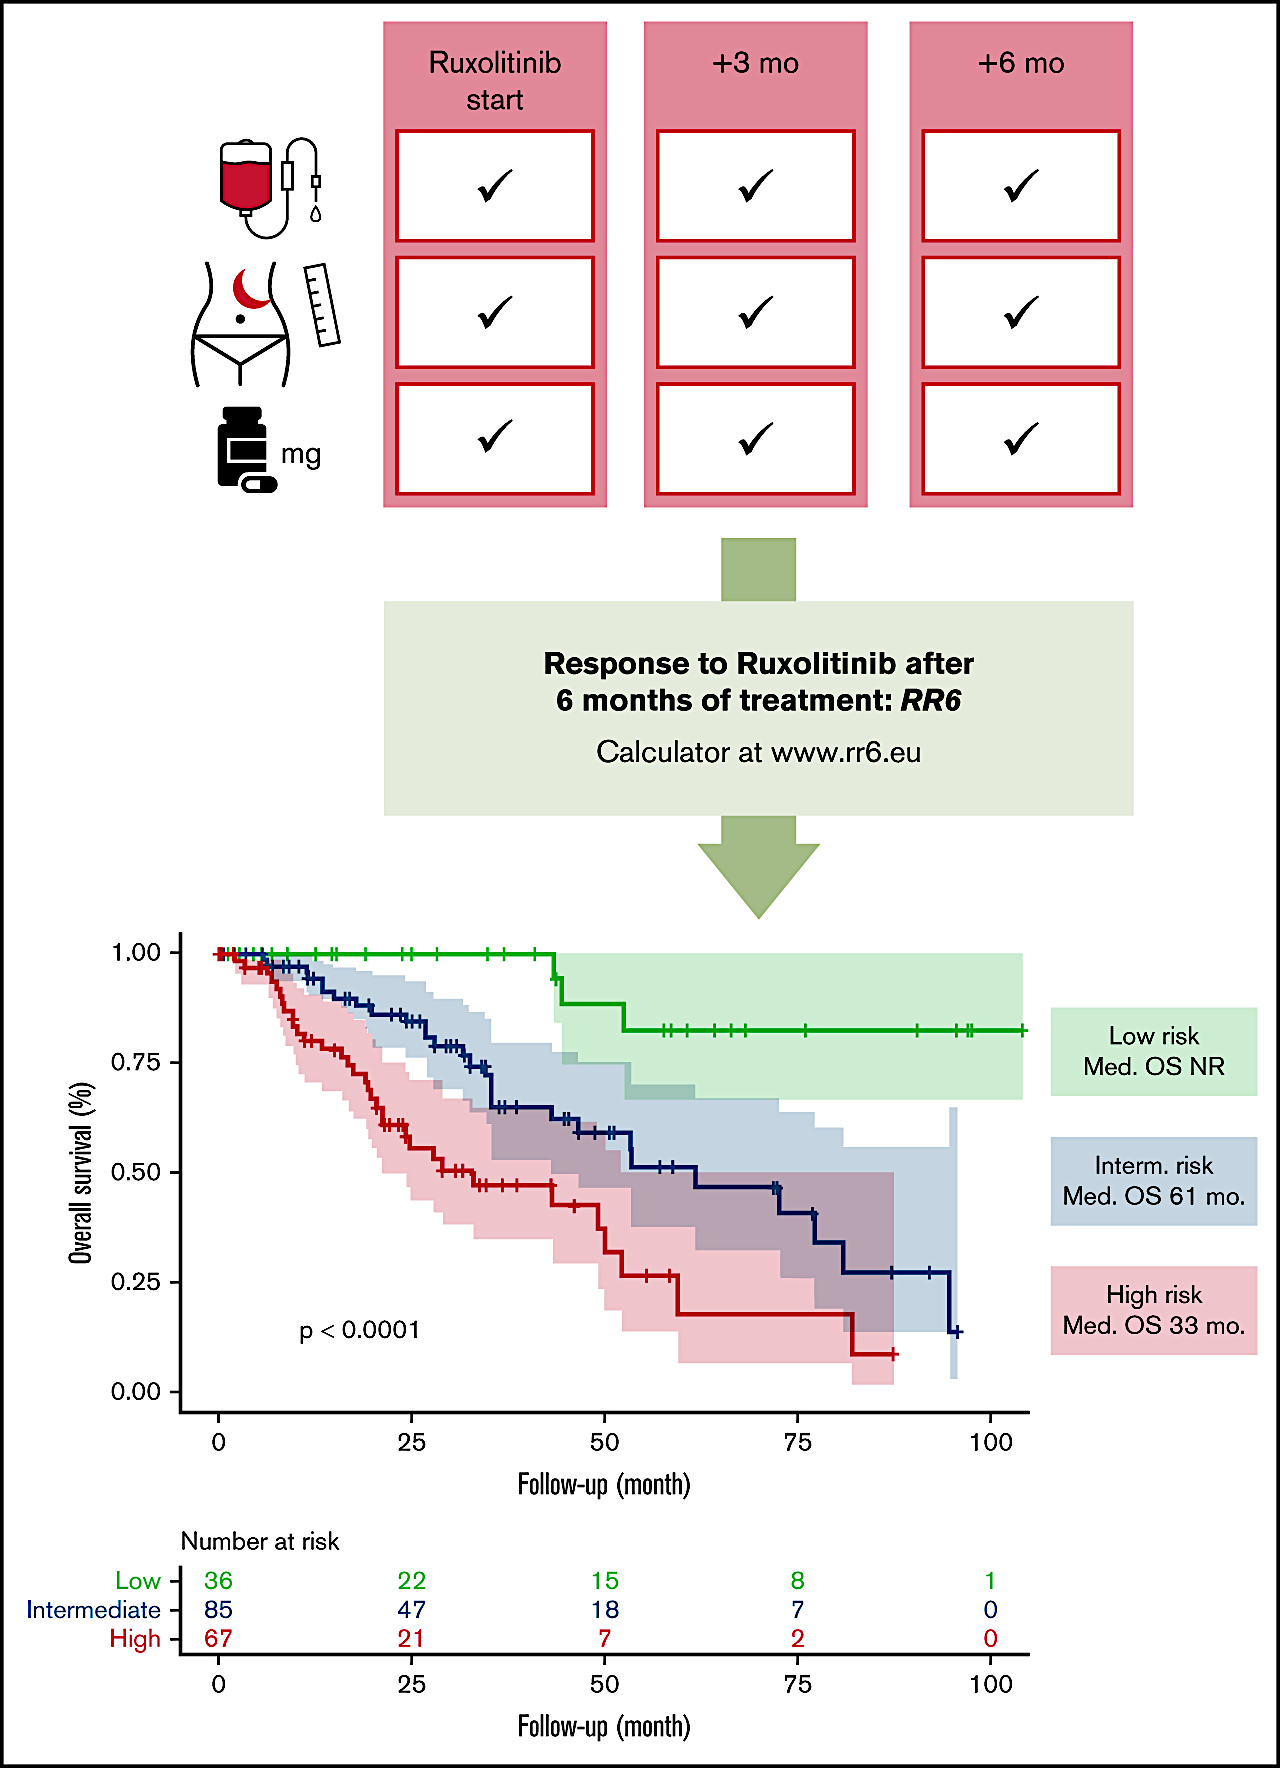 Ruxolitinib
start
+3 mo
+6 mo
mg
Response to Ruxolitinib after
6 months of treatment: RR6
Calculator at www.rr6.eu
Overall survival (%)
1.00
0.75
0.50
0.25
0.00
p < 0.0001
0 25 50 75 100
Follow-up (month)
Low risk
Med. OS NR
Interm. risk
Med. OS 61 mo.
High risk
Med. OS 33 mo.
Number at risk
Low 36 22 15 8 1
Intermediate 85 47 18 7 0
High 67 21 7 2 0
0 25 50 75 100
Follow-up (month)